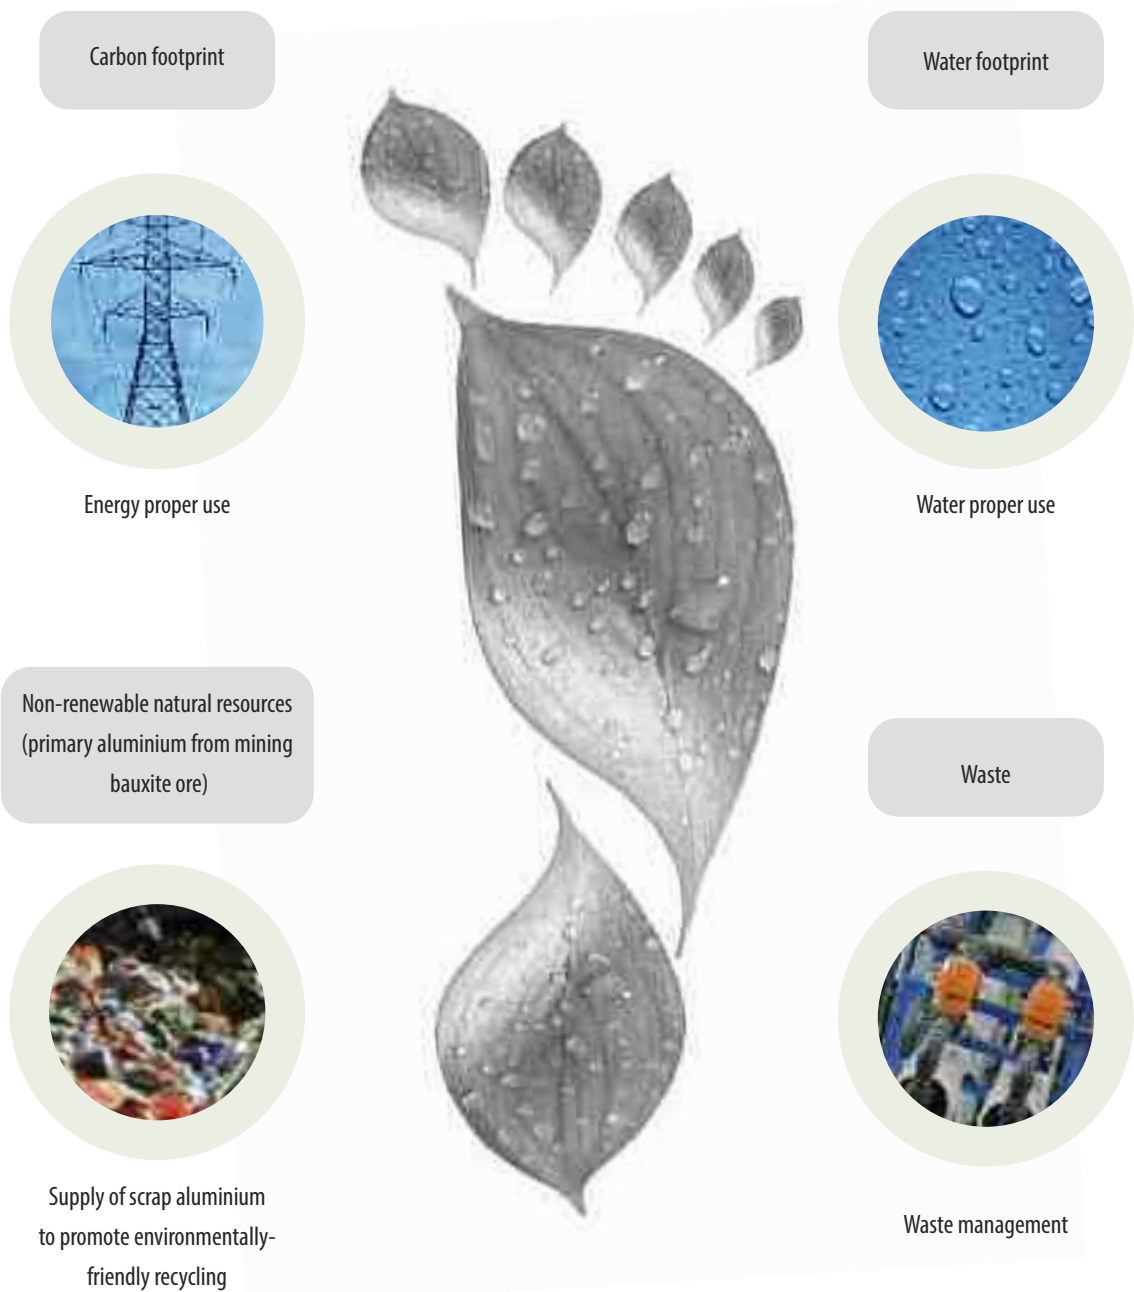 Carbon footprint
Water footprint
Energy proper use
Water proper use
Non-renewable natural resources
(primary aluminium from mining
bauxite ore)
Waste
Supply of scrap aluminium
to promote environmentally-
friendly recycling
Waste management